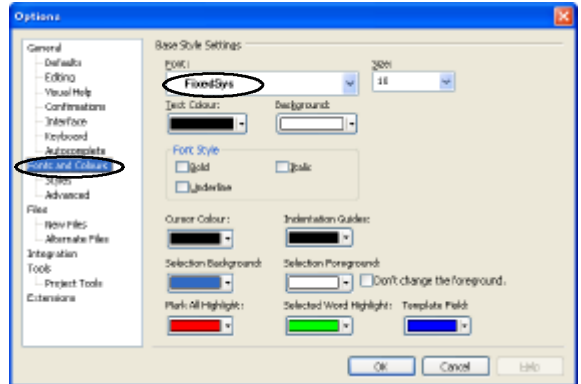 Options
General
Defaults
Editing
Visual Help
Confirmations
Interface
Keyboard
Autocomplete
Fonts and Colours
Styles
Advanced
Files
New Files
Alternate Files
Integration
Tools
Project Tools
Extensions
Base Style Settings
Font: Size:
FixedSys 16
Text Colour: Background:
Font Style
Bold Italic
Underline
Cursor Colour: Indentation Guides:
Selection Background: Selection Foreground:
Don't change the foreground.
Mark All Highlight: Selected Word Highlight: Template Field:
OK Cancel Help